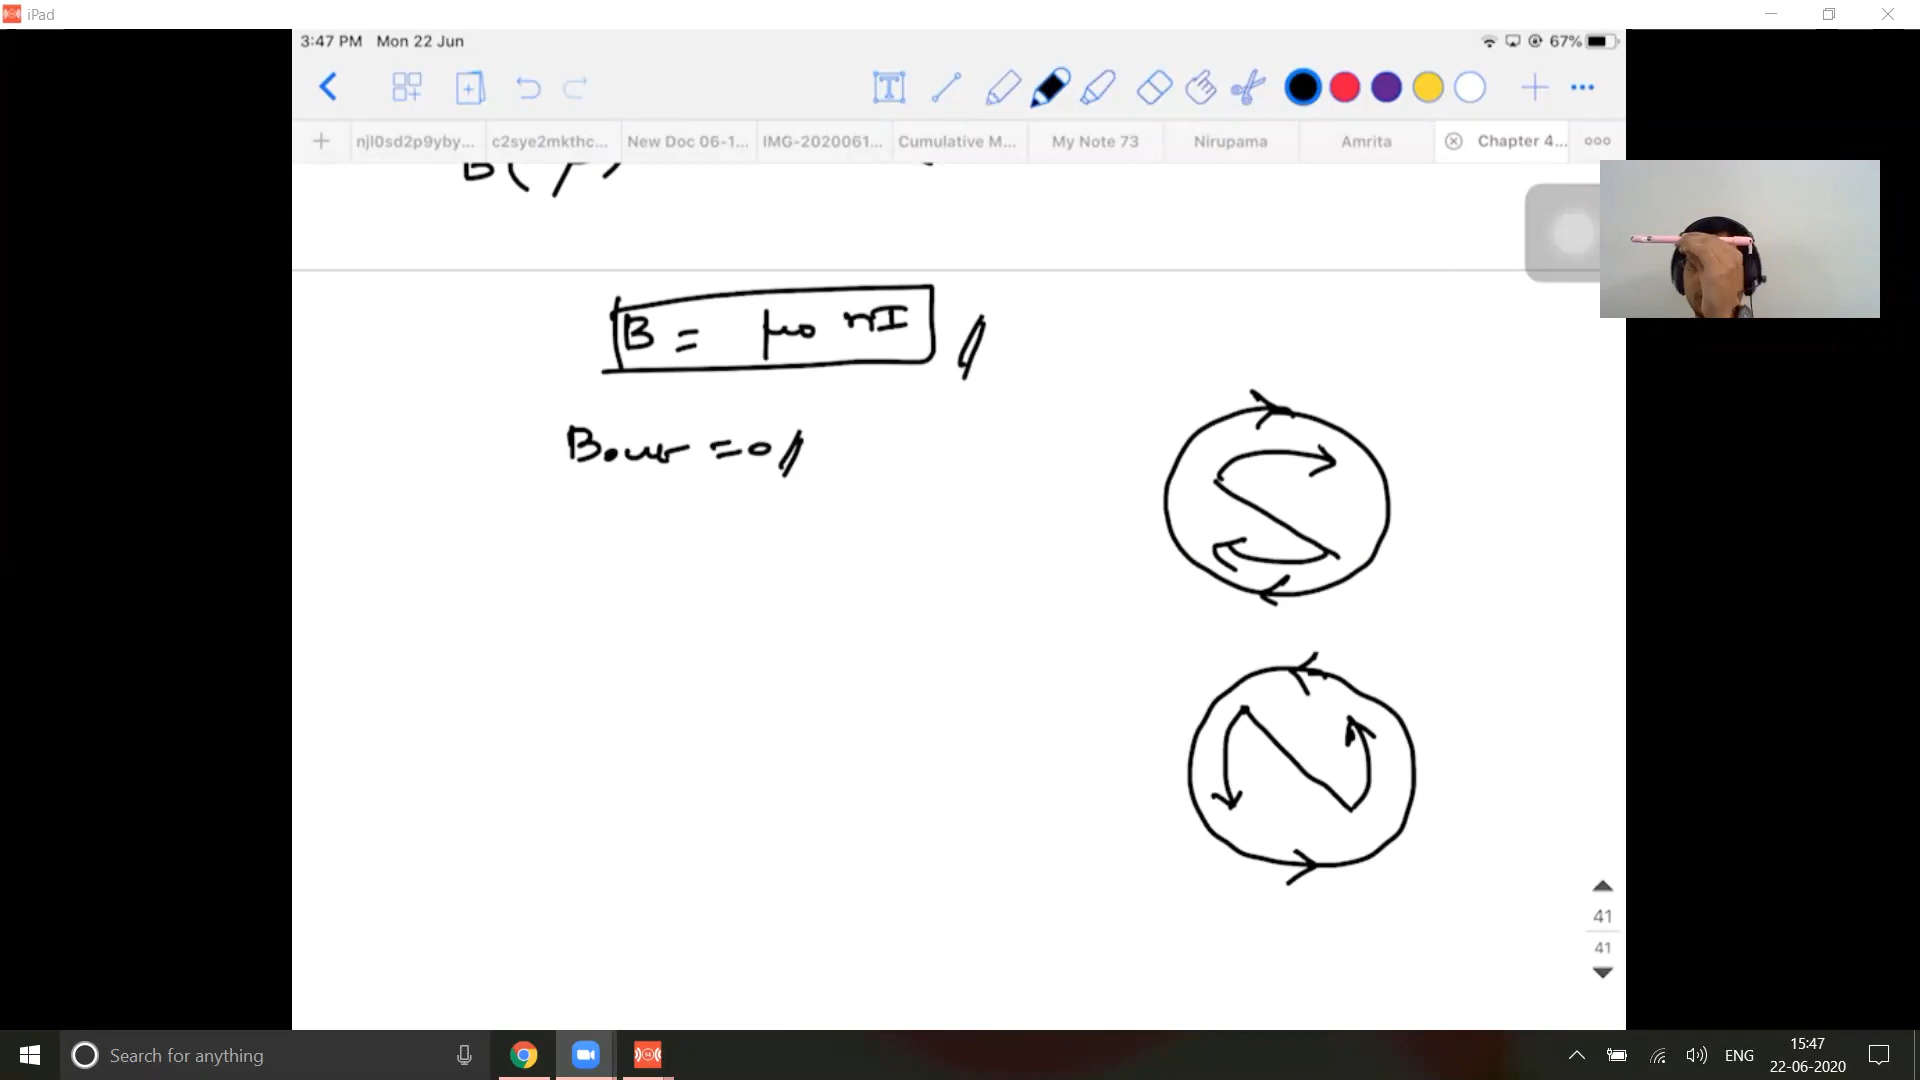 iPad
3:47 PM Mon 22 Jun
67%
njl0sd2p9yby...
c2sye2mkthc...
New Doc 06-1...
IMG-2020061...
Cumulative M...
My Note 73
Nirupama
Amrita
Chapter 4...
B = μ₀ nI
Bout = 0
S
N
41
41
Search for anything
ENG
15:47
22-06-2020